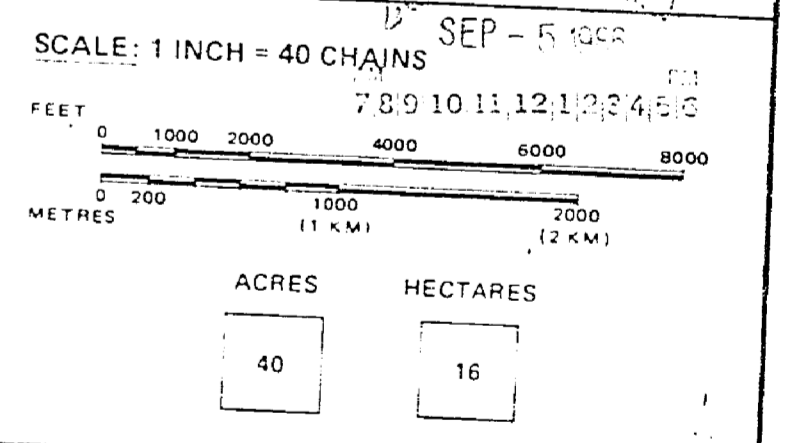 SEP - 5
SCALE: 1 INCH = 40 CHAINS
7 8 9 10 11 12 1 2 3 4 5 6
FEET
0 1000 2000 4000 6000 8000
0 200 1000 2000
METRES (1 KM) (2 KM)
ACRES HECTARES
40 16